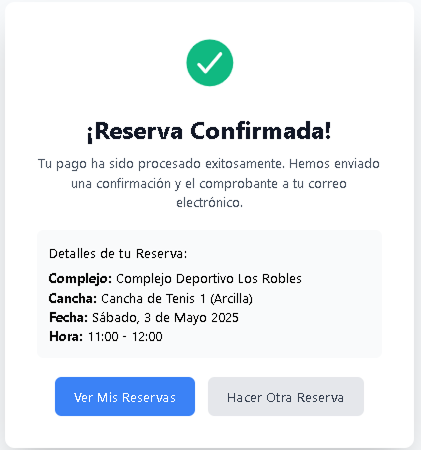 ¡Reserva Confirmada!
Tu pago ha sido procesado exitosamente. Hemos enviado
una confirmación y el comprobante a tu correo
electrónico.
Detalles de tu Reserva:
Complejo: Complejo Deportivo Los Robles
Cancha: Cancha de Tenis 1 (Arcilla)
Fecha: Sábado, 3 de Mayo 2025
Hora: 11:00 - 12:00
Ver Mis Reservas
Hacer Otra Reserva